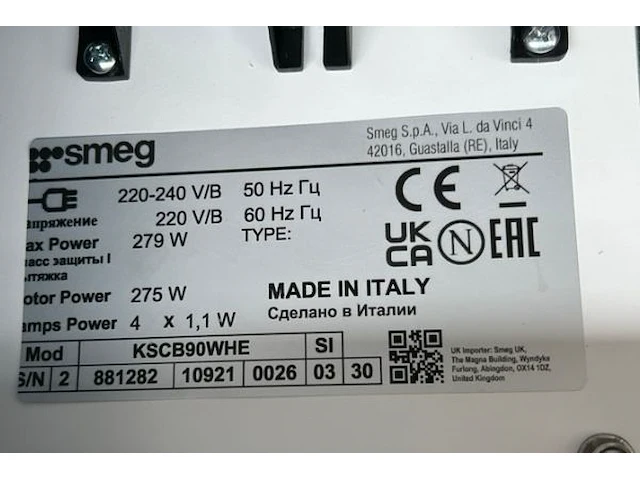 smeg
Smeg S.p.A., Via L. da Vinci 4
42016, Guastalla (RE), Italy
220-240 V/В 50 Hz Гц
апряжение 220 V/В 60 Hz Гц
ax Power 279 W TYPE:
асс защиты I
ытяжка
otor Power 275 W
amps Power 4 x 1,1 W
CE
UK
CA
N
EAC
MADE IN ITALY
Сделано в Италии
Mod KSCB90WHE SI
S/N 2 881282 10921 0026 03 30
UK Importer: Smeg UK,
The Magna Building, Wyndyke
Furlong, Abingdon, OX14 1DZ,
United Kingdom